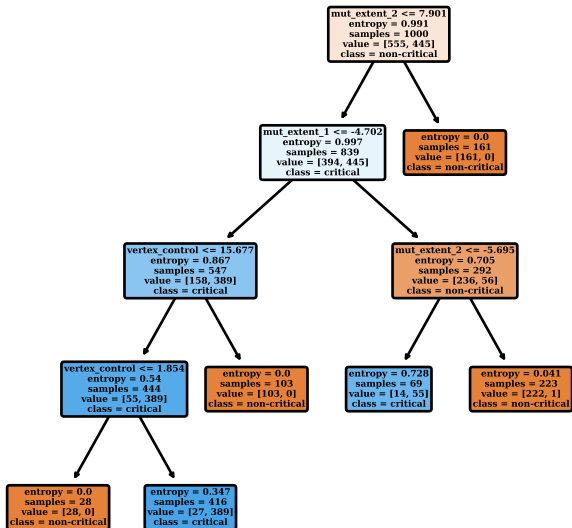 mut_extent_2 <= 7.901
entropy = 0.991
samples = 1000
value = [555, 445]
class = non-critical
mut_extent_1 <= -4.702
entropy = 0.997
samples = 839
value = [394, 445]
class = critical
entropy = 0.0
samples = 161
value = [161, 0]
class = non-critical
vertex_control <= 15.677
entropy = 0.867
samples = 547
value = [158, 389]
class = critical
mut_extent_2 <= -5.695
entropy = 0.705
samples = 292
value = [236, 56]
class = non-critical
vertex_control <= 1.854
entropy = 0.54
samples = 444
value = [55, 389]
class = critical
entropy = 0.0
samples = 103
value = [103, 0]
class = non-critical
entropy = 0.728
samples = 69
value = [14, 55]
class = critical
entropy = 0.041
samples = 223
value = [222, 1]
class = non-critical
entropy = 0.0
samples = 28
value = [28, 0]
class = non-critical
entropy = 0.347
samples = 416
value = [27, 389]
class = critical